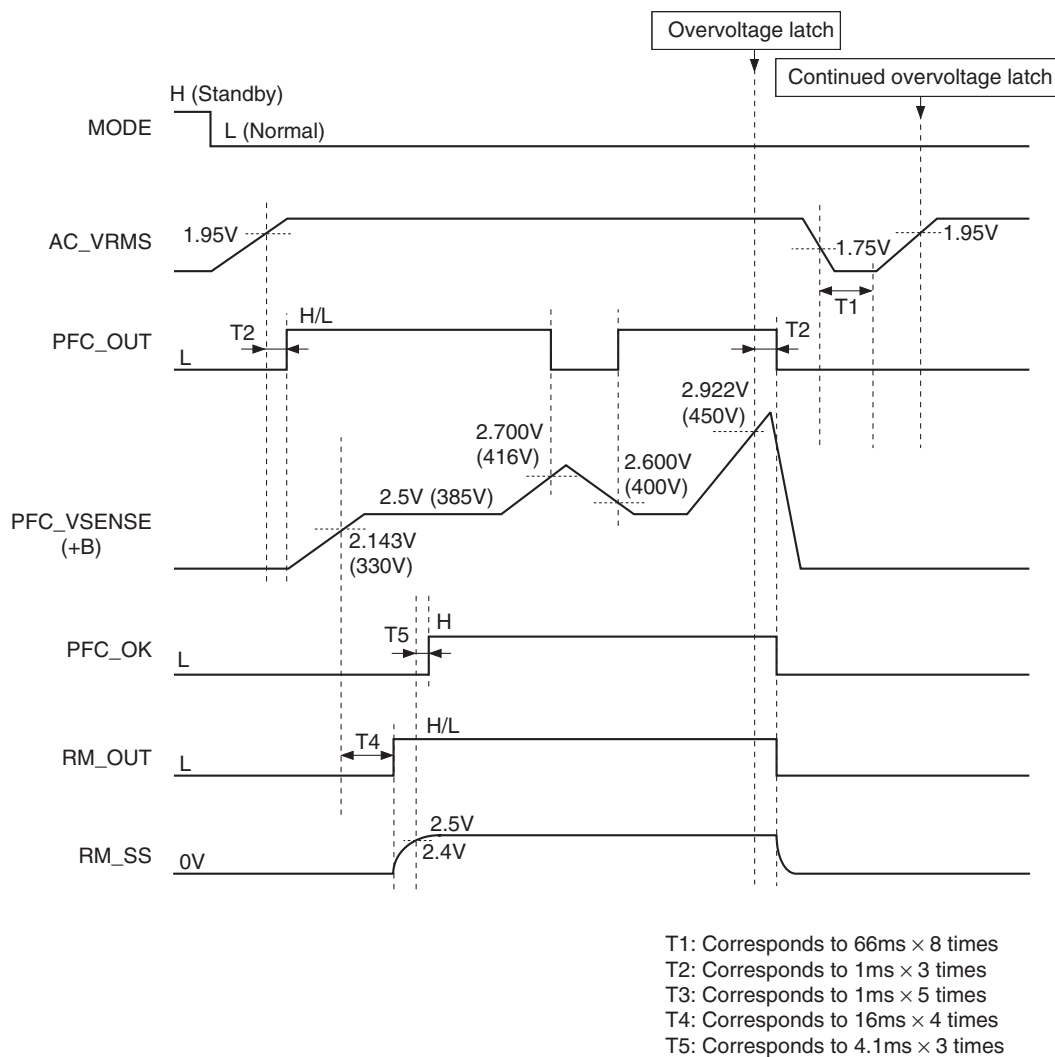 Overvoltage latch
Continued overvoltage latch
H (Standby)
MODE
L (Normal)
AC_VRMS
1.95V
1.75V
1.95V
T1
PFC_OUT
L
T2
H/L
T2
2.922V
(450V)
2.700V
(416V)
2.600V
(400V)
2.5V (385V)
PFC_VSENSE
(+B)
2.143V
(330V)
PFC_OK
L
T5
H
RM_OUT
L
T4
H/L
RM_SS
0V
2.5V
2.4V
T1: Corresponds to 66ms × 8 times
T2: Corresponds to 1ms × 3 times
T3: Corresponds to 1ms × 5 times
T4: Corresponds to 16ms × 4 times
T5: Corresponds to 4.1ms × 3 times